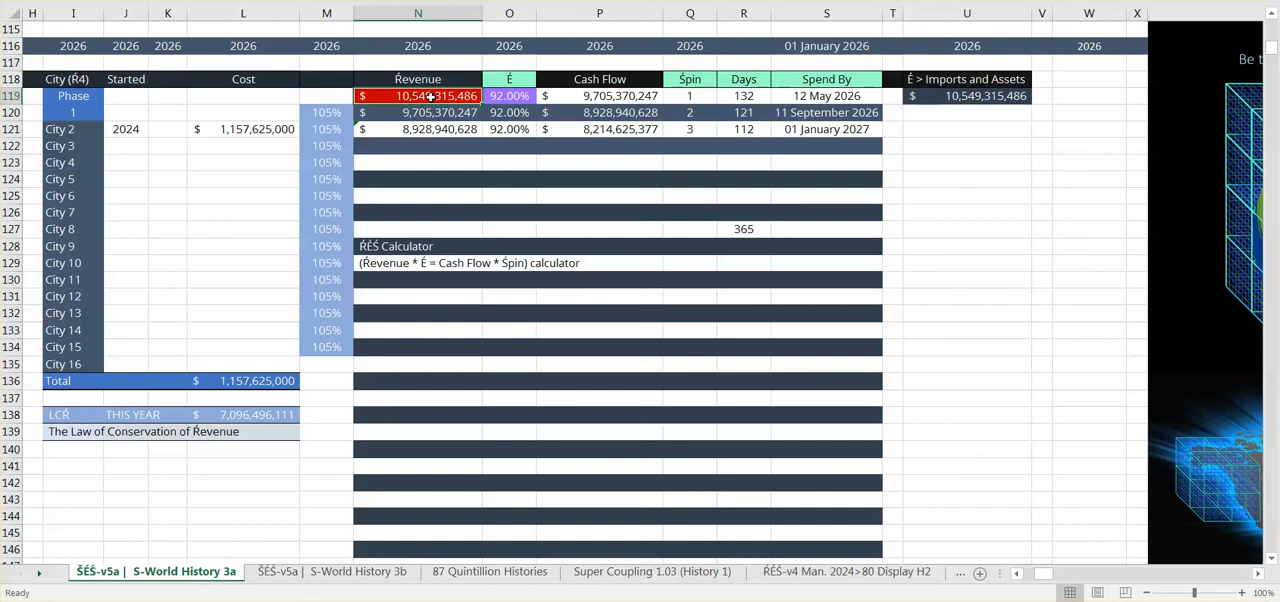 H I J K L M N O P Q R S T U V W X
115
116 2026 2026 2026 2026 2026 2026 2026 2026 2026 01 January 2026 2026 2026
117
118 City (Ŕ4) Started Cost Ŕevenue É Cash Flow Śpin Days Spend By É > Imports and Assets
119 Phase $ 10,549,315,486 92.00% $ 9,705,370,247 1 132 12 May 2026 $ 10,549,315,486
120 1 105% $ 9,705,370,247 92.00% $ 8,928,940,628 2 121 11 September 2026
121 City 2 2024 $ 1,157,625,000 105% $ 8,928,940,628 92.00% $ 8,214,625,377 3 112 01 January 2027
122 City 3 105%
123 City 4 105%
124 City 5 105%
125 City 6 105%
126 City 7 105%
127 City 8 105% 365
128 City 9 105% ŔÉŚ Calculator
129 City 10 105% (Ŕevenue * É = Cash Flow * Śpin) calculator
130 City 11 105%
131 City 12 105%
132 City 13 105%
133 City 14 105%
134 City 15 105%
135 City 16
136 Total $ 1,157,625,000
137
138 LCŔ THIS YEAR $ 7,096,496,111
139 The Law of Conservation of Ŕevenue
140
141
142
143
144
145
146
Be t
ŠÉŚ-v5a | S-World History 3a ŠÉŚ-v5a | S-World History 3b 87 Quintillion Histories Super Coupling 1.03 (History 1) ŔÉŚ-v4 Man. 2024>80 Display H2 ...
Ready 100%